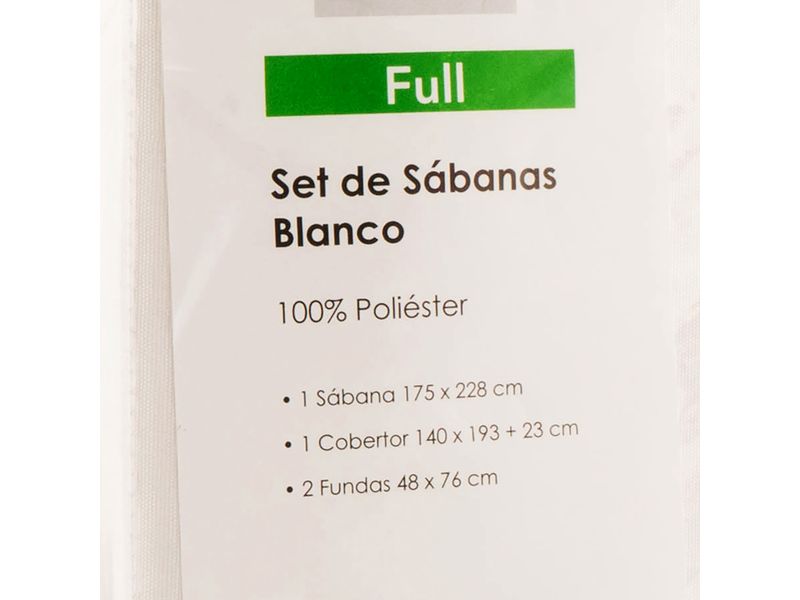 Full
Set de Sábanas
Blanco
100% Poliéster
• 1 Sábana 175 x 228 cm
• 1 Cobertor 140 x 193 + 23 cm
• 2 Fundas 48 x 76 cm